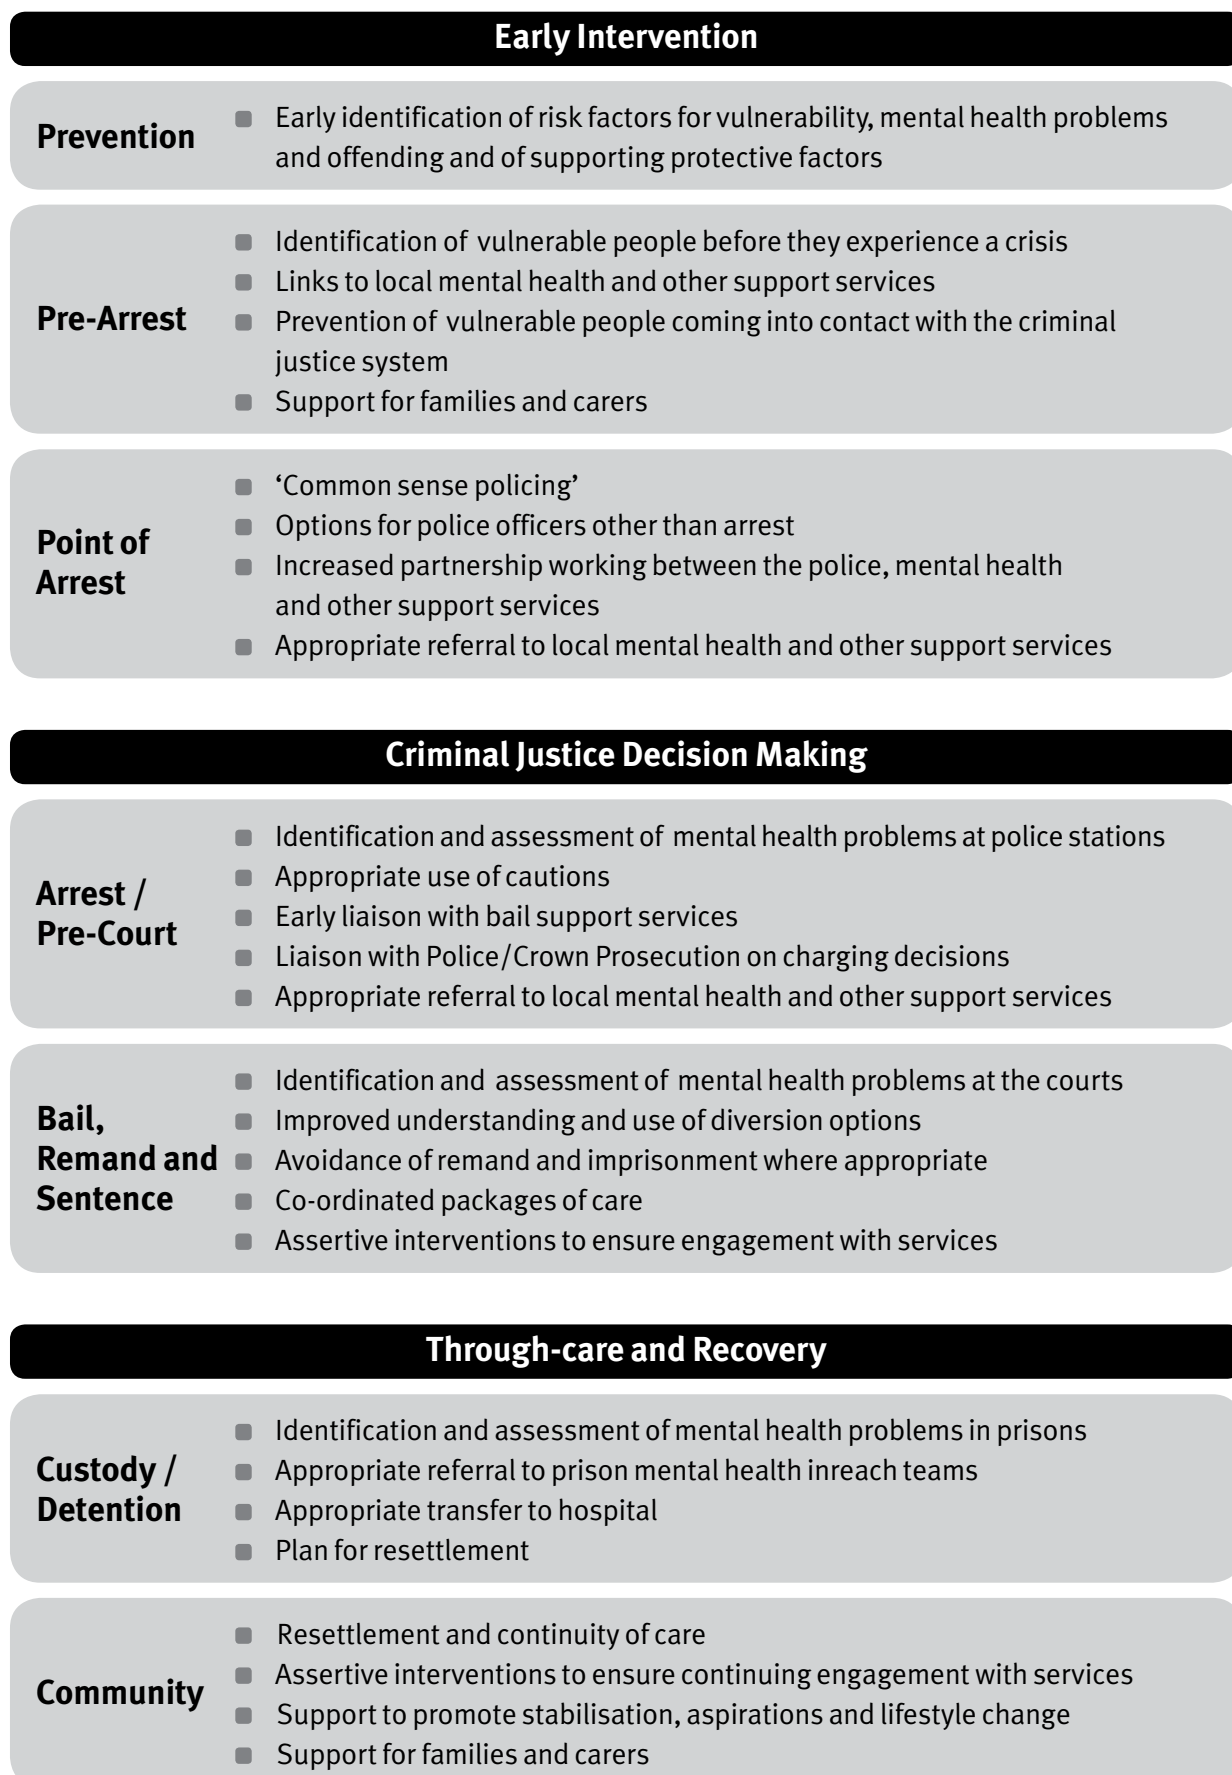 Early Intervention
Prevention
Early identification of risk factors for vulnerability, mental health problems
and offending and of supporting protective factors
Pre-Arrest
Identification of vulnerable people before they experience a crisis
Links to local mental health and other support services
Prevention of vulnerable people coming into contact with the criminal
justice system
Support for families and carers
Point of
Arrest
‘Common sense policing’
Options for police officers other than arrest
Increased partnership working between the police, mental health
and other support services
Appropriate referral to local mental health and other support services
Criminal Justice Decision Making
Arrest /
Pre-Court
Identification and assessment of mental health problems at police stations
Appropriate use of cautions
Early liaison with bail support services
Liaison with Police/Crown Prosecution on charging decisions
Appropriate referral to local mental health and other support services
Bail,
Remand and
Sentence
Identification and assessment of mental health problems at the courts
Improved understanding and use of diversion options
Avoidance of remand and imprisonment where appropriate
Co-ordinated packages of care
Assertive interventions to ensure engagement with services
Through-care and Recovery
Custody /
Detention
Identification and assessment of mental health problems in prisons
Appropriate referral to prison mental health inreach teams
Appropriate transfer to hospital
Plan for resettlement
Community
Resettlement and continuity of care
Assertive interventions to ensure continuing engagement with services
Support to promote stabilisation, aspirations and lifestyle change
Support for families and carers